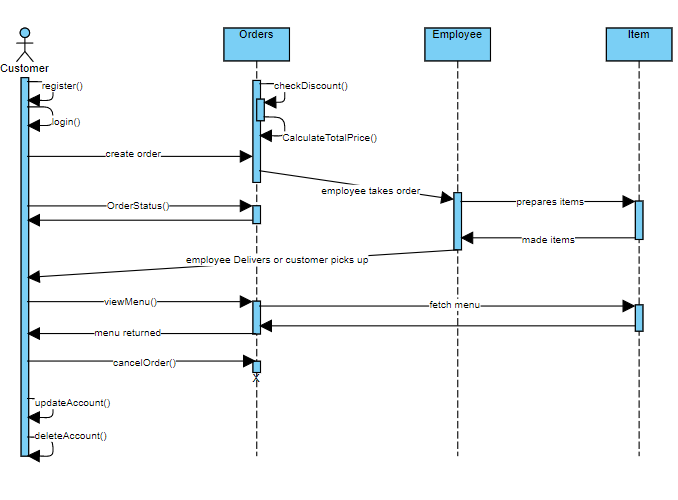 Orders
Employee
Item
Customer
register()
checkDiscount()
login()
CalculateTotalPrice()
create order
employee takes order
prepares items
OrderStatus()
made items
employee Delivers or customer picks up
viewMenu()
fetch menu
menu returned
cancelOrder()
X
updateAccount()
deleteAccount()